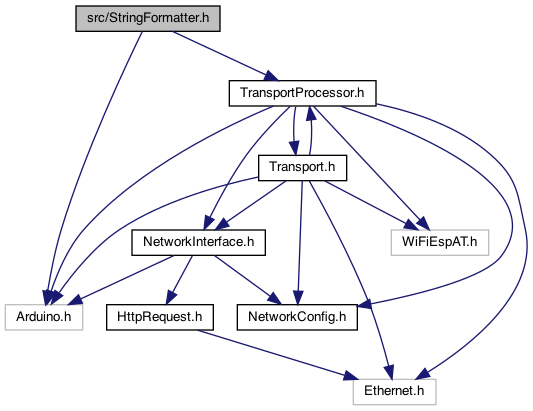 src/StringFormatter.h
TransportProcessor.h
Transport.h
NetworkInterface.h
WiFiEspAT.h
Arduino.h
HttpRequest.h
NetworkConfig.h
Ethernet.h